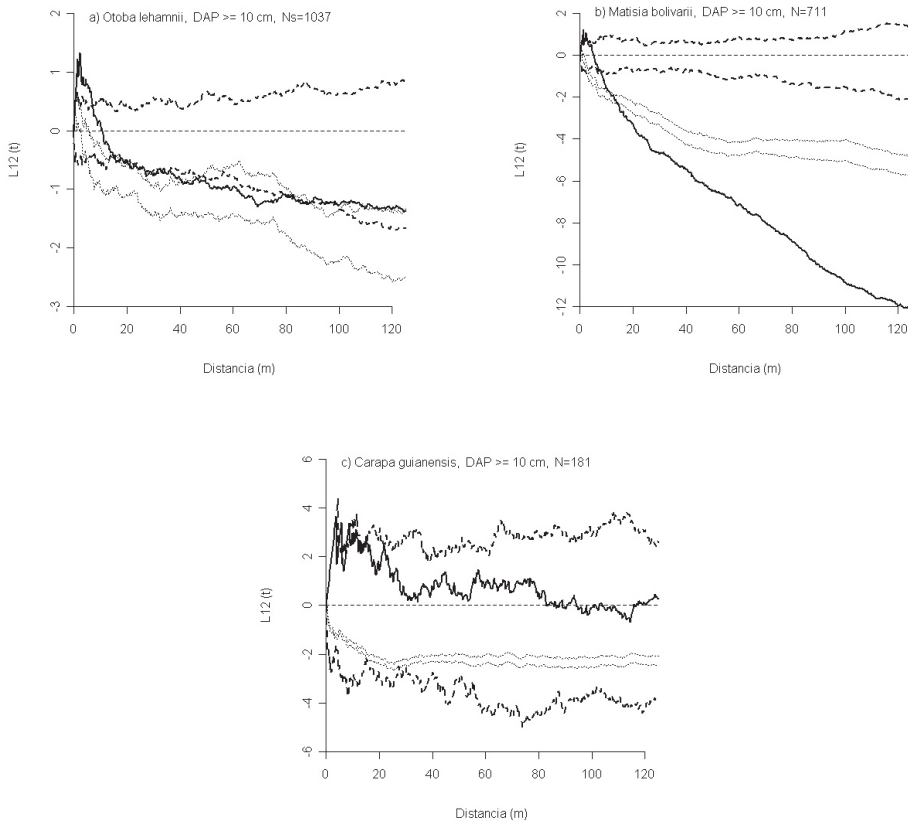 a) Otoba lehamnii, DAP >= 10 cm, Ns=1037
L12 (t)
1
0
-1
-2
-3
0 20 40 60 80 100 120
Distancia (m)
b) Matisia bolivarii, DAP >= 10 cm, N=711
L12 (t)
0
-2
-4
-6
-8
-10
-12
0 20 40 60 80 100 120
Distancia (m)
c) Carapa guianensis, DAP >= 10 cm, N=181
L12 (t)
6
4
2
0
-2
-4
-6
0 20 40 60 80 100 120
Distancia (m)